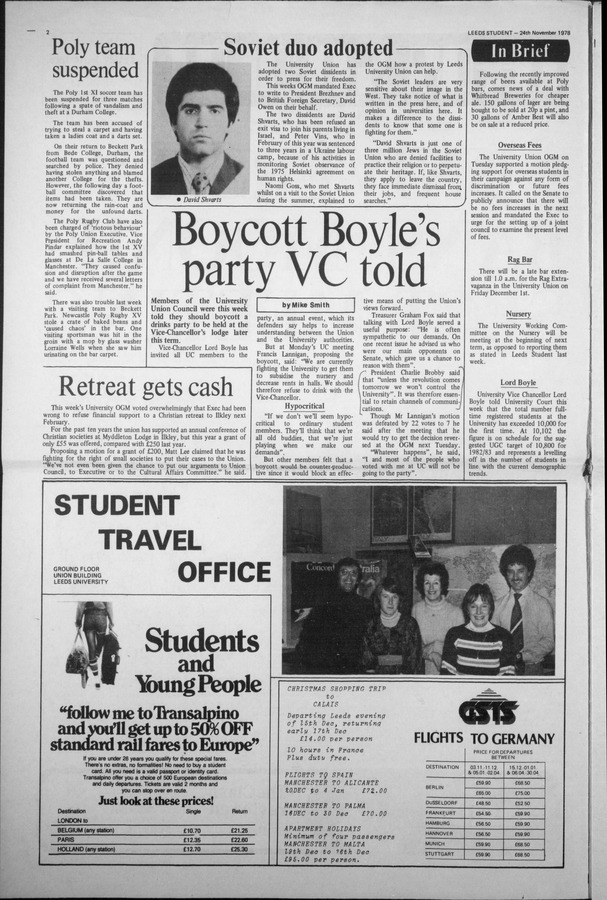 2
LEEDS STUDENT — 24th November 1978
Poly team
suspended
The Poly 1st XI soccer team has
been suspended for three matches
following a spate of vandalism and
theft at a Durham College.
The team has been accused of
trying to steal a carpet and having
taken a ladies coat and a darts set.
On their return to Beckett Park
from Bede College, Durham, the
football team was questioned and
searched by police. They denied
having stolen anything and blamed
another College for the thefts.
However, the following day a foot-
ball committee discovered that
items had been taken. They are
now returning the rain-coat and
money for the unfound darts.
The Poly Rugby Club have also
been charged of 'riotous behaviour'
by the Poly Union Executive. Vice
President for Recreation Andy
Pindar explained how the 1st XV
had smashed pin-ball tables and
glasses at De La Salle College in
Manchester. "They caused confu-
sion and disruption after the game
and we have received several letters
of complaint from Manchester." he
said.
There was also trouble last week
with a visiting team to Beckett
Park. Newcastle Poly Rugby XV
stole a crate of baked beans and
'caused chaos' in the bar. One
visiting sportsman was hit in the
groin with a mop by glass washer
Lorraine Wells when she saw him
urinating on the bar carpet.
Soviet duo adopted
● David Shvarts
The University Union has
adopted two Soviet dissidents in
order to press for their freedom.
This weeks OGM mandated Exec
to write to President Brezhnev and
to British Foreign Secretary, David
Owen on their behalf.
The two dissidents are David
Shvarts, who has been refused an
exit visa to join his parents living in
Israel, and Peter Vins, who in
February of this year was sentenced
to three years in a Ukraine labour
camp, because of his activities in
monitoring Soviet observance of
the 1975 Helsinki agreement on
human rights.
Naomi Goss, who met Shvarts
whilst on a visit to the Soviet Union
during the summer, explained to
the OGM how a protest by Leeds
University Union can help.
"The Soviet leaders are very
sensitive about their image in the
West. They take notice of what is
written in the press here, and of
opinion in universities here. It
makes a difference to the dissi-
dents to know that some one is
fighting for them."
"David Shvarts is just one of
three million Jews in the Soviet
Union who are denied facilities to
practice their religion or to perpetu-
ate their heritage. If, like Shvarts,
they apply to leave the country,
they face immediate dismissal from
their jobs, and frequent house
searches."
Boycott Boyle's
party VC told
Members of the University
Union Council were this week
told they should boycott a
drinks party to be held at the
Vice-Chancellor's lodge later
this term.
Vice-Chancellor Lord Boyle has
invited all UC members to the
by Mike Smith
party, an annual event, which its
defenders say helps to increase
understanding between the Union
and the University authorities.
But at Monday's UC meeting
Francis Lannigan, proposing the
boycott, said: "We are currently
fighting the University to get them
to subsidise the nursery and
decrease rents in halls. We should
therefore refuse to drink with the
Vice-Chancellor.
Hypocritical
"If we don't we'll seem hypo-
critical to ordinary student
members. They'll think that we're
all old buddies, that we're just
playing when we make our
demands".
But other members felt that a
boycott would be counter-produc-
tive since it would block an effec-
tive means of putting the Union's
views forward.
Treasurer Graham Fox said that
talking with Lord Boyle served a
useful purpose: "He is often
sympathetic to our demands. On
one recent issue he advised us who
were our main opponents on
Senate, which gave us a chance to
reason with them".
President Charlie Brobby said
that "unless the revolution comes
tomorrow we won't control the
University". It was therefore essen-
tial to retain channels of communi-
cations.
Though Mr Lannigan's motion
was defeated by 22 votes to 7 he
said after the meeting that he
would try to get the decision rever-
sed at the OGM next Tuesday.
"Whatever happens", he said,
"I and most of the people who
voted with me at UC will not be
going to the party".
Retreat gets cash
This week's University OGM voted overwhelmingly that Exec had been
wrong to refuse financial support to a Christian retreat to Ilkley next
February.
For the past ten years the union has supported an annual conference of
Christian societies at Myddleton Lodge in Ilkley, but this year a grant of
only £55 was offered, compared with £250 last year.
Proposing a motion for a grant of £200, Matt Lee claimed that he was
fighting for the right of small societies to put their cases to the Union.
"We've not even been given the chance to put our arguments to Union
Council, to Executive or to the Cultural Affairs Committee." he said.
In Brief
Following the recently improved
range of beers available at Poly
bars, comes news of a deal with
Whitbread Breweries for cheaper
ale. 150 gallons of lager are being
bought to be sold at 20p a pint, and
30 gallons of Amber Best will also
be on sale at a reduced price.
Overseas Fees
The University Union OGM on
Tuesday supported a motion pledg-
ing support for overseas students in
their campaign against any form of
discrimination or future fees
increases. It called on the Senate to
publicly announce that there will
be no fees increases in the next
session and mandated the Exec to
urge for the setting up of a joint
council to examine the present level
of fees.
Rag Bar
There will be a late bar exten-
sion till 1.0 a.m. for the Rag Extra-
vaganza in the University Union on
Friday December 1st.
Nursery
The University Working Com-
mittee on the Nursery will be
meeting at the beginning of next
term, as opposed to reporting them
as stated in Leeds Student last
week.
Lord Boyle
University Vice Chancellor Lord
Boyle told University Court this
week that the total number full-
time registered students at the
University has exceeded 10,000 for
the first time. At 10,102 the
figure is on schedule for the sug-
gested UGC target of 10,800 for
1982/83 and represents a levelling
off in the number of students in
line with the current demographic
trends.
STUDENT
TRAVEL
OFFICE
GROUND FLOOR
UNION BUILDING
LEEDS UNIVERSITY
Concord
ralia
Students
and
Young People
"follow me to Transalpino
and you'll get up to 50% OFF
standard rail fares to Europe"
If you are under 26 years you qualify for these special fares.
There's no extras, no formalities! No need to buy a student
card. All you need is a valid passport or identity card.
Transalpino offer you a choice of 500 European destinations
and daily departures. Tickets are valid 2 months and
you can stop over en route.
Just look at these prices!
Destination Single Return
LONDON to
BELGIUM (any station) £10.70 £21.25
PARIS £12.35 £22.60
HOLLAND (any station) £12.70 £25.30
CHRISTMAS SHOPPING TRIP
to
CALAIS
Departing Leeds evening
of 15th Dec, returning
early 17th Dec
£14.00 per person
10 hours in France
Plus duty free.
FLIGHTS TO SPAIN
MANCHESTER TO ALICANTE
DEC to 4 Jan £72.00
MANCHESTER TO PALMA
DEC to 30 Dec £70.00
APARTMENT HOLIDAYS
Minimum of four passengers
MANCHESTER TO MALTA
19th Dec to 26th Dec
£95.00 per person.
GSTS
FLIGHTS TO GERMANY
PRICE FOR DEPARTURES
BETWEEN
DESTINATION 03.11-11.12 & 05.01-02.04 15.12-01.01 & 06.04-30.04
BERLIN £59.90 £68.50
£65.00 £75.00
DUSSELDORF £48.50 £52.50
FRANKFURT £54.50 £59.90
HAMBURG £56.50 £59.90
HANNOVER £56.50 £59.90
MUNICH £59.90 £68.50
STUTTGART £59.90 £68.50